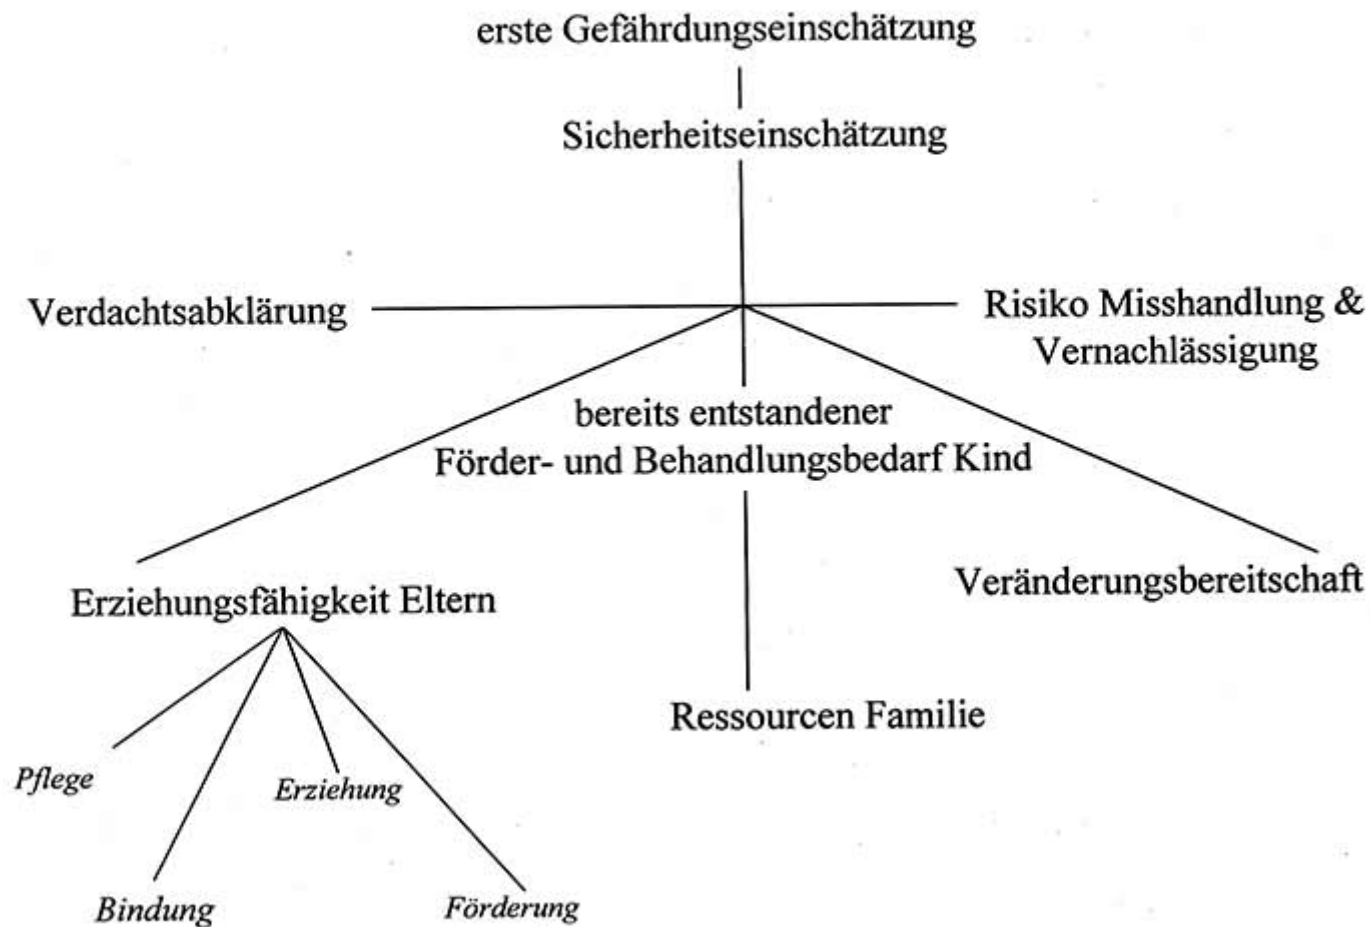 erste Gefährdungseinschätzung
Sicherheitseinschätzung
Verdachtsabklärung
Risiko Misshandlung &
Vernachlässigung
bereits entstandener
Förder- und Behandlungsbedarf Kind
Erziehungsfähigkeit Eltern
Veränderungsbereitschaft
Ressourcen Familie
Pflege
Erziehung
Bindung
Förderung